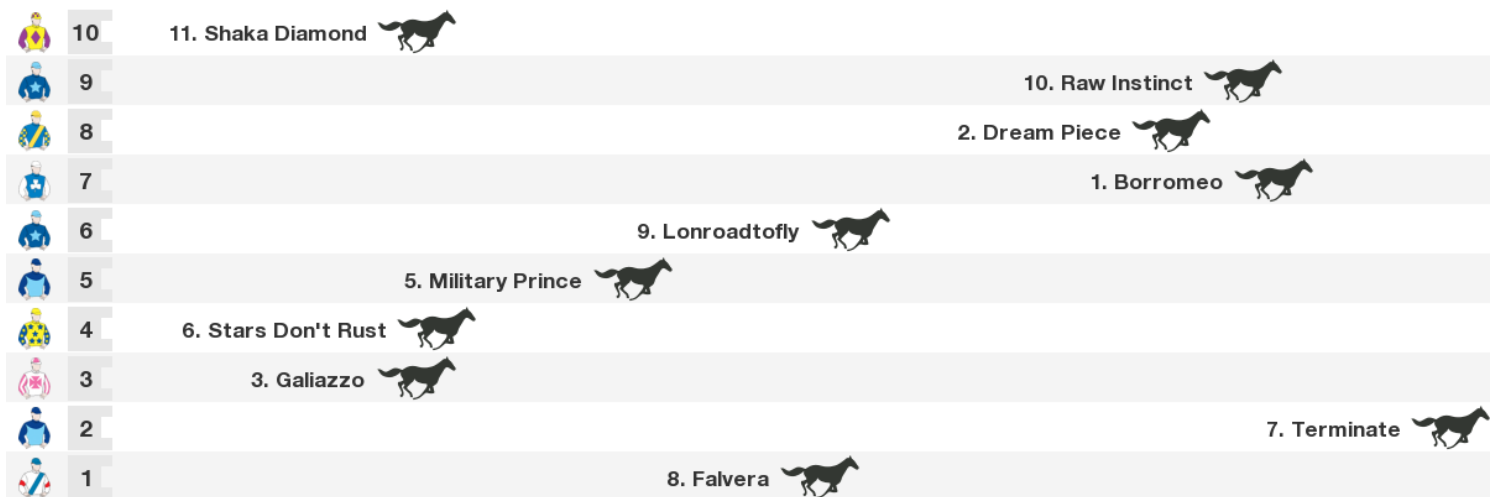 10 11. Shaka Diamond
9 10. Raw Instinct
8 2. Dream Piece
7 1. Borromeo
6 9. Lonroadtofly
5 5. Military Prince
4 6. Stars Don't Rust
3 3. Galiazzo
2 7. Terminate
1 8. Falvera